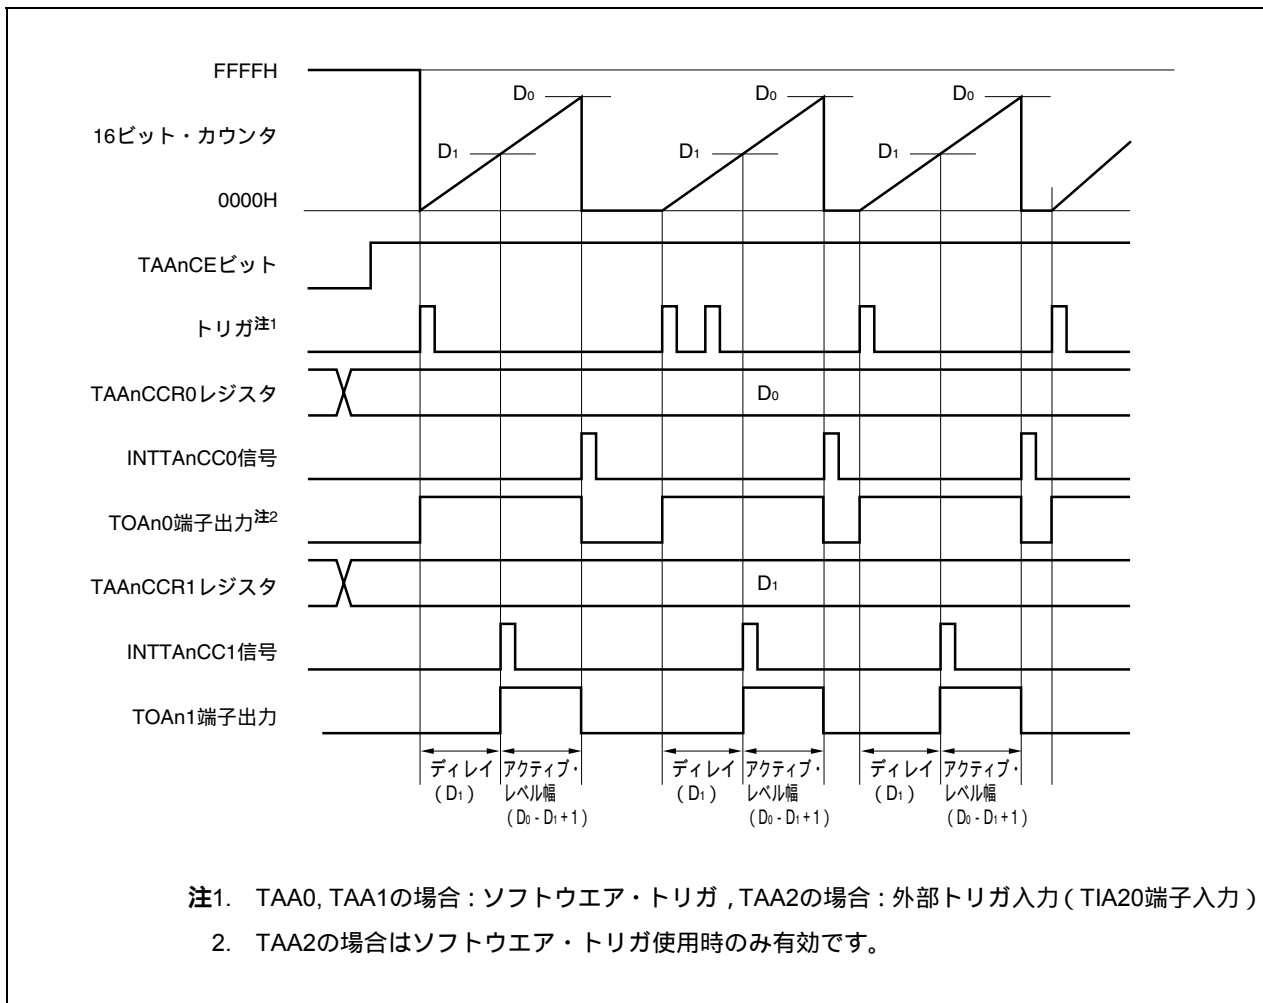 FFFFH
D0 D0 D0
16ビット・カウンタ
D1 D1 D1
0000H
TAAnCEビット
トリガ注1
TAAnCCR0レジスタ D0
INTTAnCC0信号
TOAn0端子出力注2
TAAnCCR1レジスタ D1
INTTAnCC1信号
TOAn1端子出力
ディレイ アクティブ・ ディレイ アクティブ・ ディレイ アクティブ・
(D1) レベル幅 (D1) レベル幅 (D1) レベル幅
(D0 - D1 + 1) (D0 - D1 + 1) (D0 - D1 + 1)
注1. TAA0, TAA1の場合：ソフトウエア・トリガ , TAA2の場合：外部トリガ入力（TIA20端子入力）
2. TAA2の場合はソフトウエア・トリガ使用時のみ有効です。